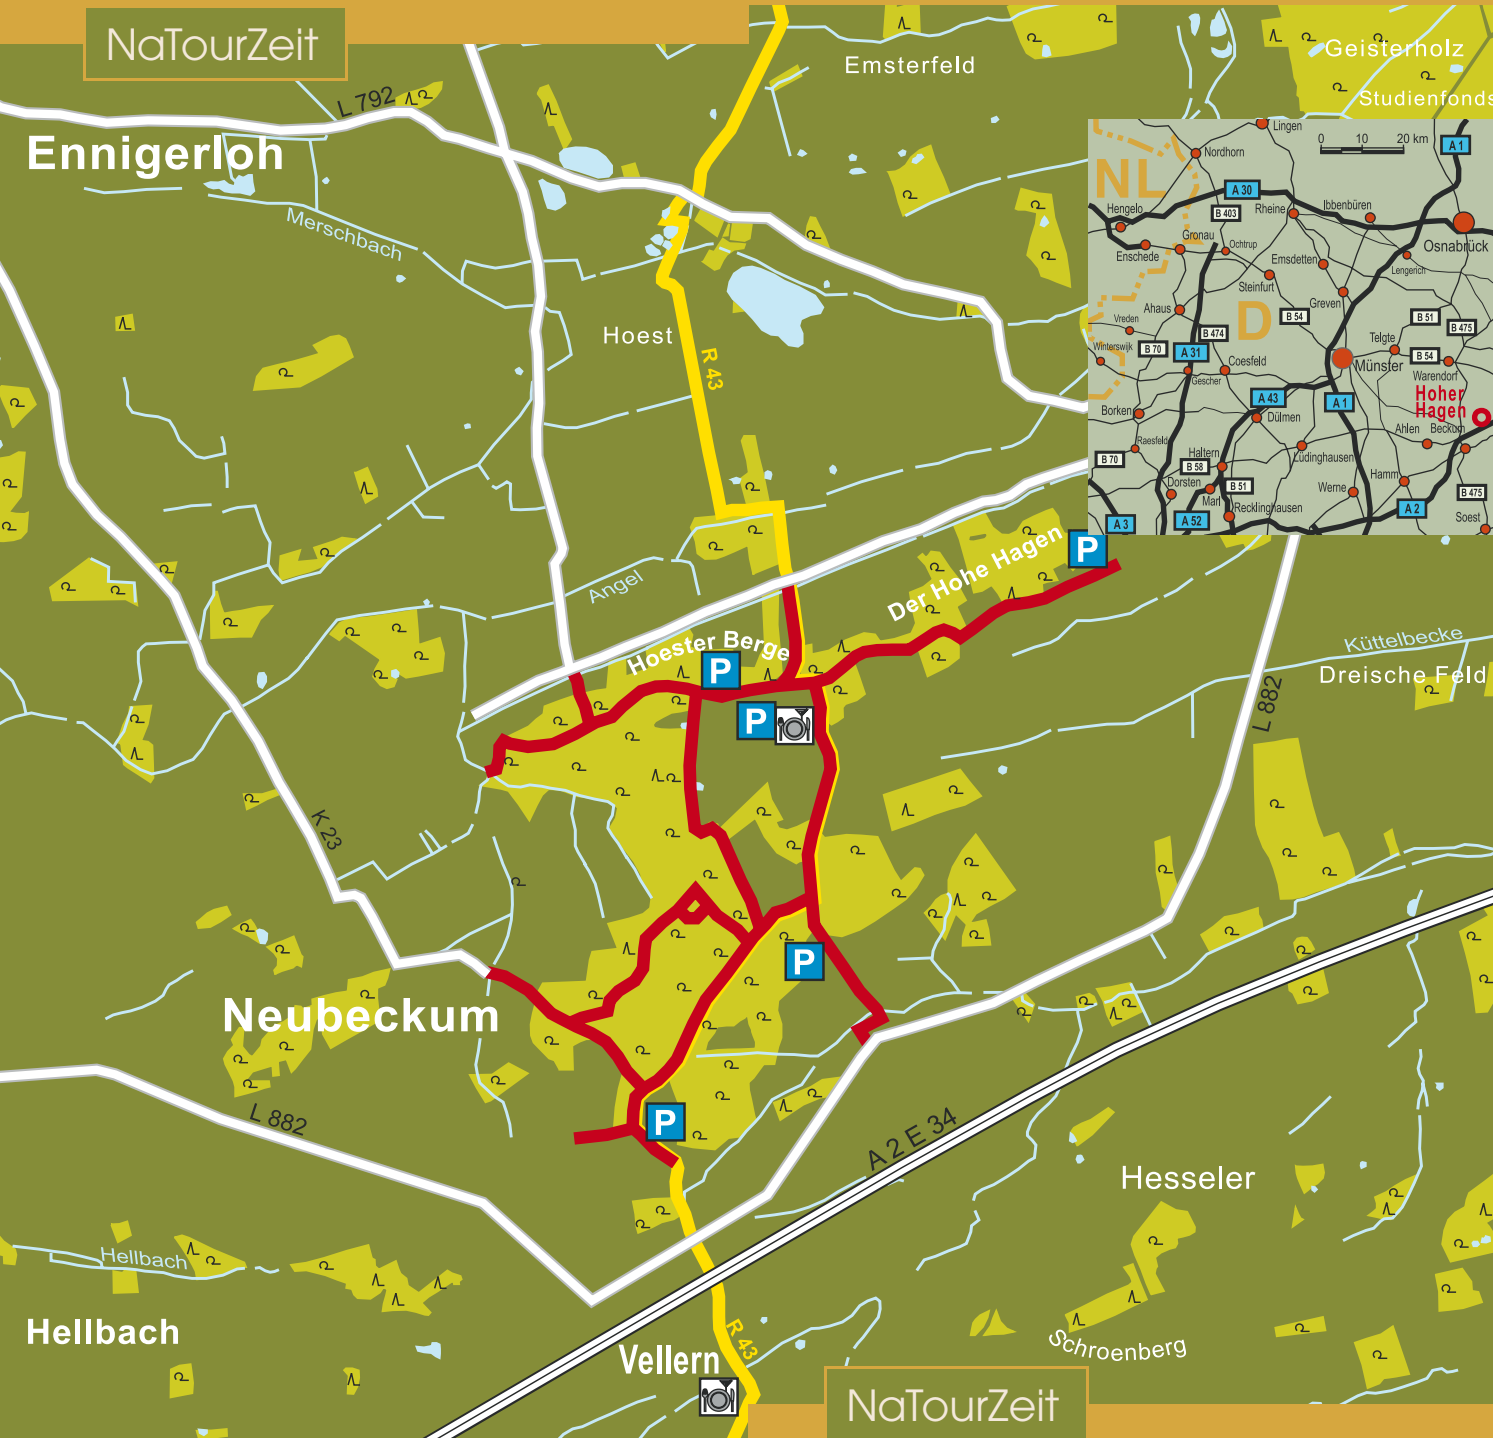 NaTourZeit
Emsterfeld
Geisterholz
Studienfonds
L 792
Ennigerloh
Merschbach
Hoest
R 43
Angel
Hoester Berge
Der Hohe Hagen
P
P
P
P
P
Küttelbecke
Dreische Feld
L 882
K 23
Neubeckum
L 882
A 2 E 34
Hesseler
Hellbach
Hellbach
Schroenberg
Vellern
R 43
NaTourZeit
Lingen
0 10 20 km
A 1
Nordhorn
NL
A 30
Hengelo
B 403
Rheine
Ibbenbüren
Gronau
Ochtrup
Osnabrück
Enschede
Emsdetten
Lengerich
Steinfurt
Greven
Ahaus
D
B 54
B 51
Vreden
B 474
B 475
Telgte
Winterswijk
B 70
A 31
Coesfeld
Münster
B 54
Warendorf
Gescher
Hoher
Hagen
A 43
A 1
Borken
Dülmen
Ahlen
Beckum
Raesfeld
B 70
Haltern
Lüdinghausen
B 58
Dorsten
B 51
Werne
Hamm
B 475
Marl
Recklinghausen
A 2
Soest
A 3
A 52